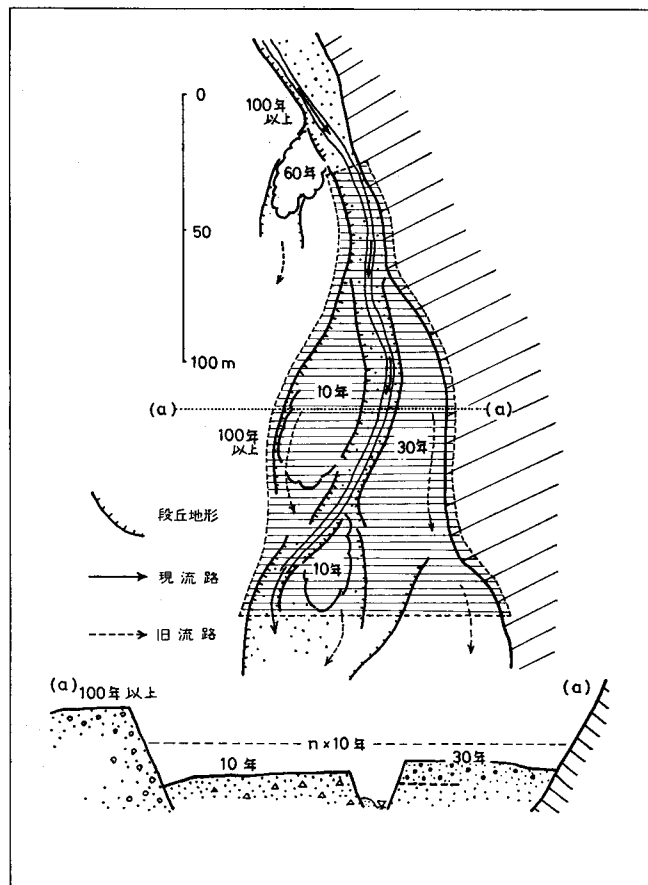 0
100年
以上
60年
50
100m
10年
(a)
(a)
100年
以上
30年
段丘地形
10年
現流路
旧流路
(a)
100年以上
(a)
n×10年
10年
30年